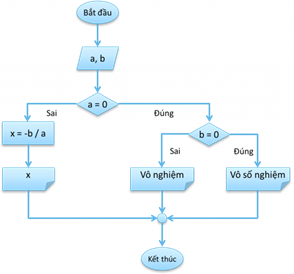 Bắt đầu
a, b
a = 0
Sai
Đúng
x = -b / a
b = 0
Sai
Đúng
x
Vô nghiệm
Vô số nghiệm
Kết thúc